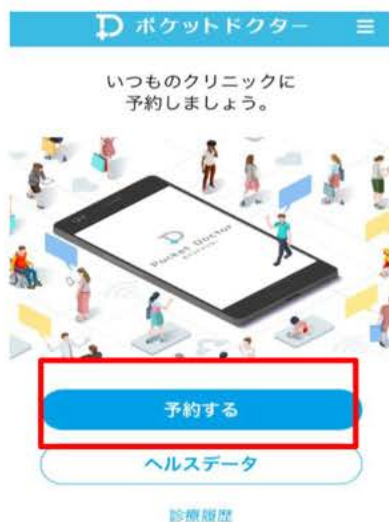 ポケットドクター
いつものクリニックに
予約しましょう。
Pocket Doctor
予約する
ヘルスデータ
診療履歴